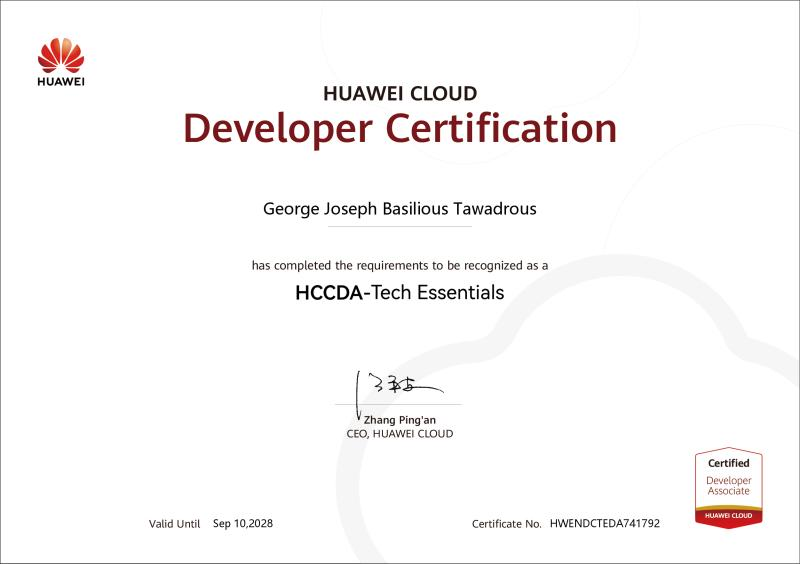 HUAWEI
HUAWEI CLOUD
Developer Certification
George Joseph Basilious Tawadrous
has completed the requirements to be recognized as a
HCCDA-Tech Essentials
Zhang Ping'an
CEO, HUAWEI CLOUD
Certified
Developer
Associate
HUAWEI CLOUD
Valid Until Sep 10,2028
Certificate No. HWENDCTEDA741792